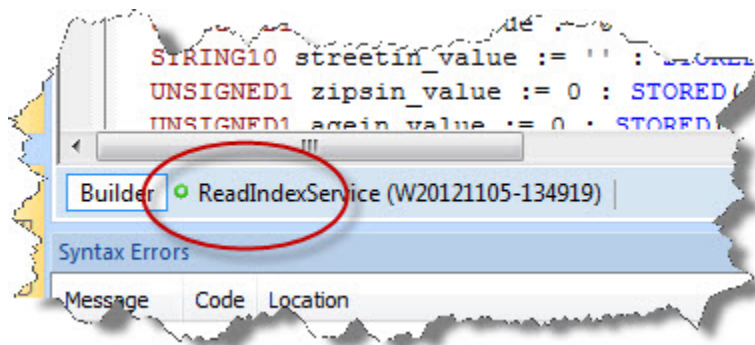 STRING10 streetin_value := '' :
UNSIGNED1 zipsin_value := 0 : STORED(
UNSIGNED1 agein_value := 0 : STORED(
Builder ReadIndexService (W20121105-134919)
Syntax Errors
Message Code Location